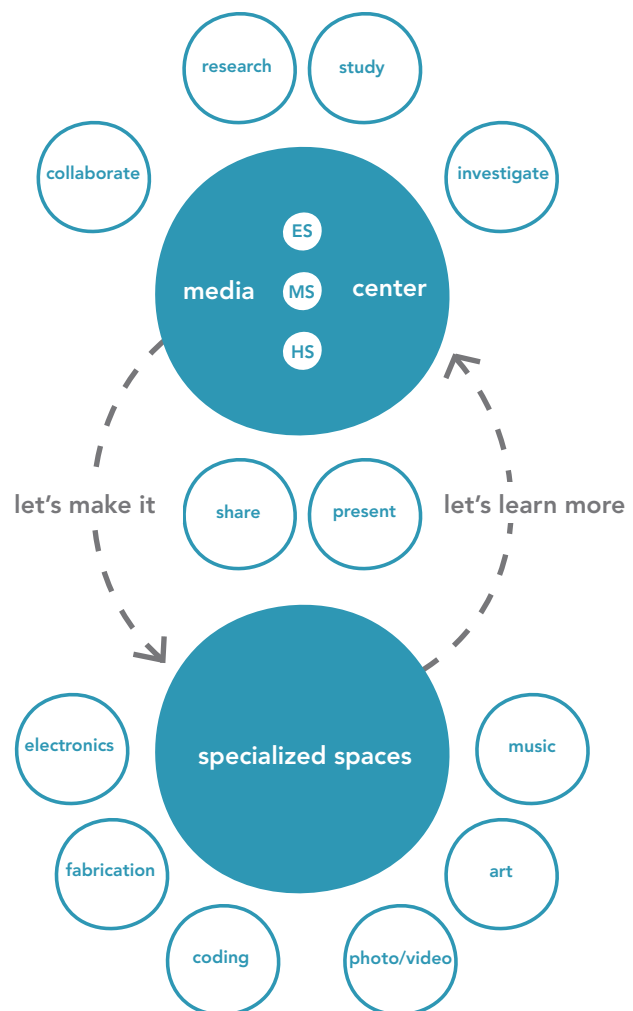 research
study
collaborate
investigate
ES
media
MS
center
HS
let's make it
share
present
let's learn more
specialized spaces
electronics
music
fabrication
art
coding
photo/video